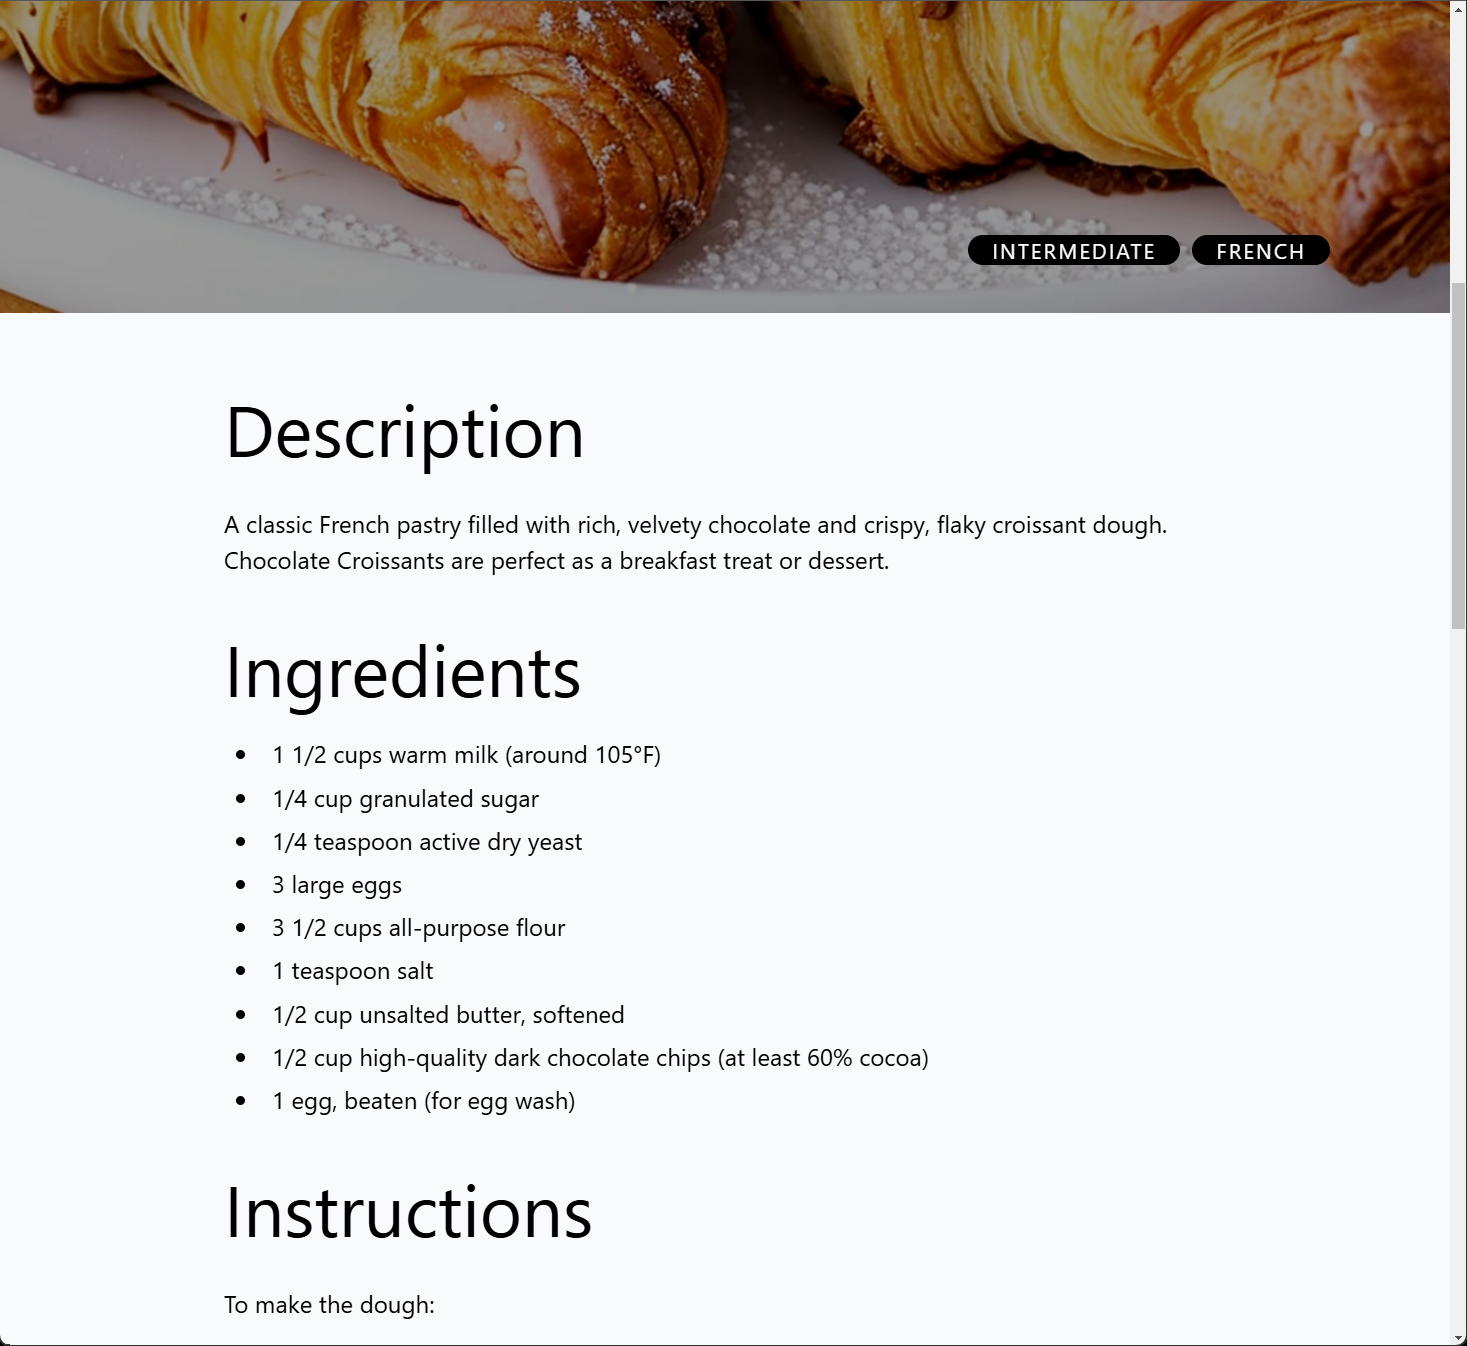 INTERMEDIATE FRENCH
Description
A classic French pastry filled with rich, velvety chocolate and crispy, flaky croissant dough.
Chocolate Croissants are perfect as a breakfast treat or dessert.
Ingredients
• 1 1/2 cups warm milk (around 105°F)
• 1/4 cup granulated sugar
• 1/4 teaspoon active dry yeast
• 3 large eggs
• 3 1/2 cups all-purpose flour
• 1 teaspoon salt
• 1/2 cup unsalted butter, softened
• 1/2 cup high-quality dark chocolate chips (at least 60% cocoa)
• 1 egg, beaten (for egg wash)
Instructions
To make the dough: